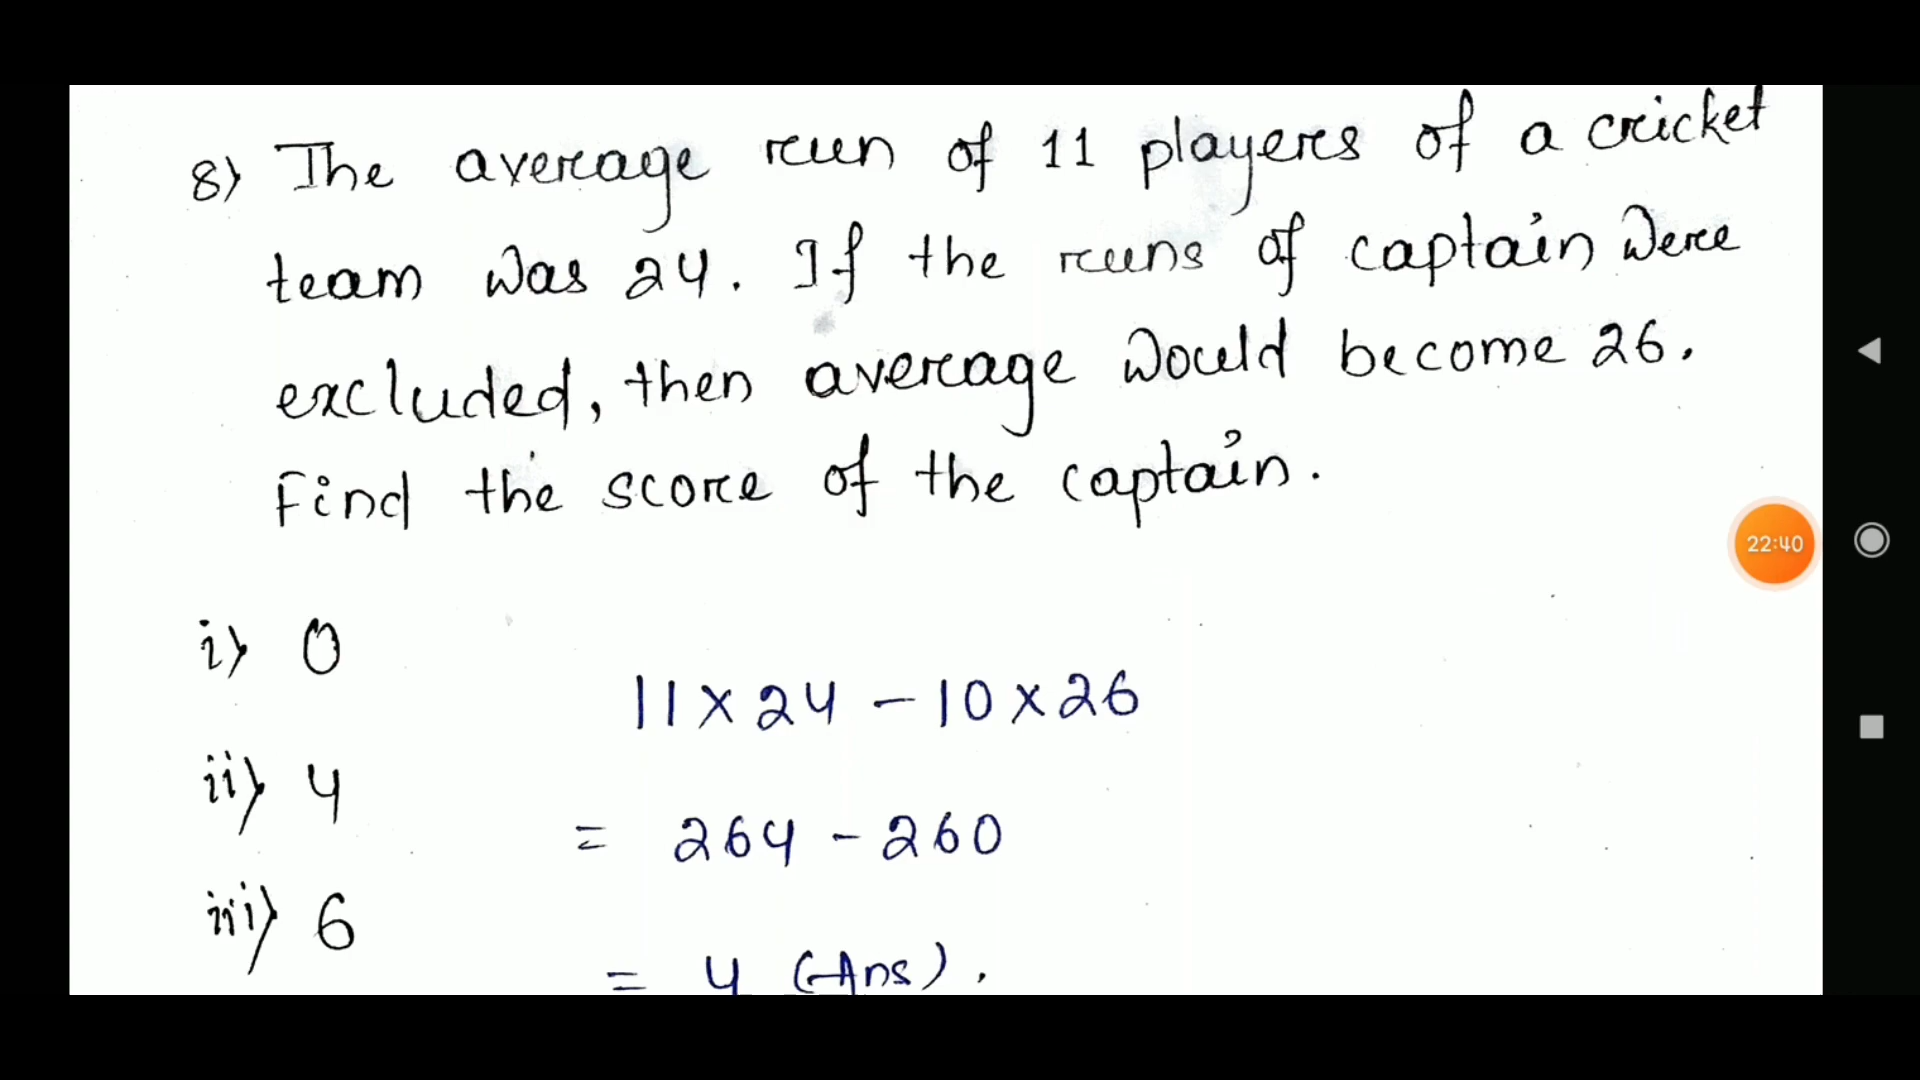 8) The average run of 11 players of a cricket
team was 24. If the runs of captain were
excluded, then average would become 26.
Find the score of the captain.
22:40
i) 0
11 x 24 - 10 x 26
ii) 4
= 264 - 260
iii) 6
= 4 (Ans).